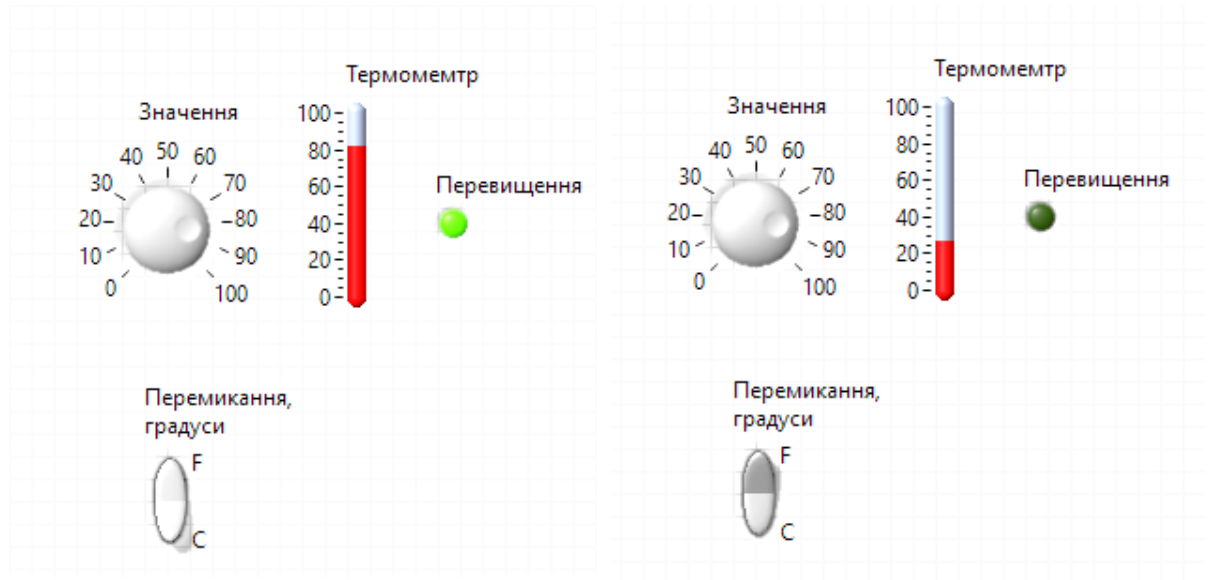 Термомемтр
Значення
100
80
60
40
20
0
0
10
20
30
40
50
60
70
80
90
100
Перевищення
Перемикання,
градуси
F
C
Термомемтр
Значення
100
80
60
40
20
0
0
10
20
30
40
50
60
70
80
90
100
Перевищення
Перемикання,
градуси
F
C